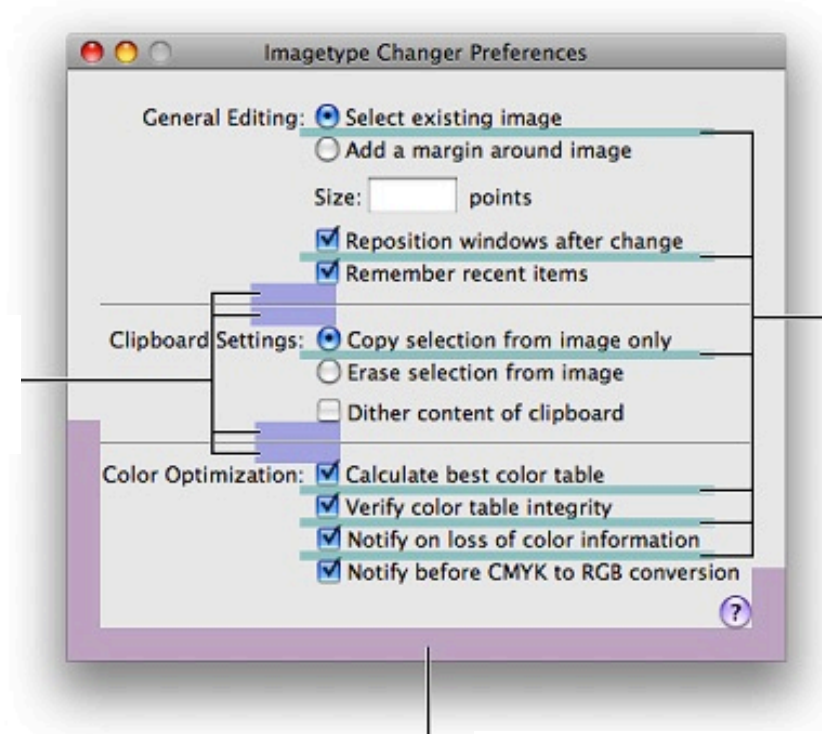 Imagetype Changer Preferences
General Editing: Select existing image
Add a margin around image
Size: points
Reposition windows after change
Remember recent items
Clipboard Settings: Copy selection from image only
Erase selection from image
Dither content of clipboard
Color Optimization: Calculate best color table
Verify color table integrity
Notify on loss of color information
Notify before CMYK to RGB conversion
?